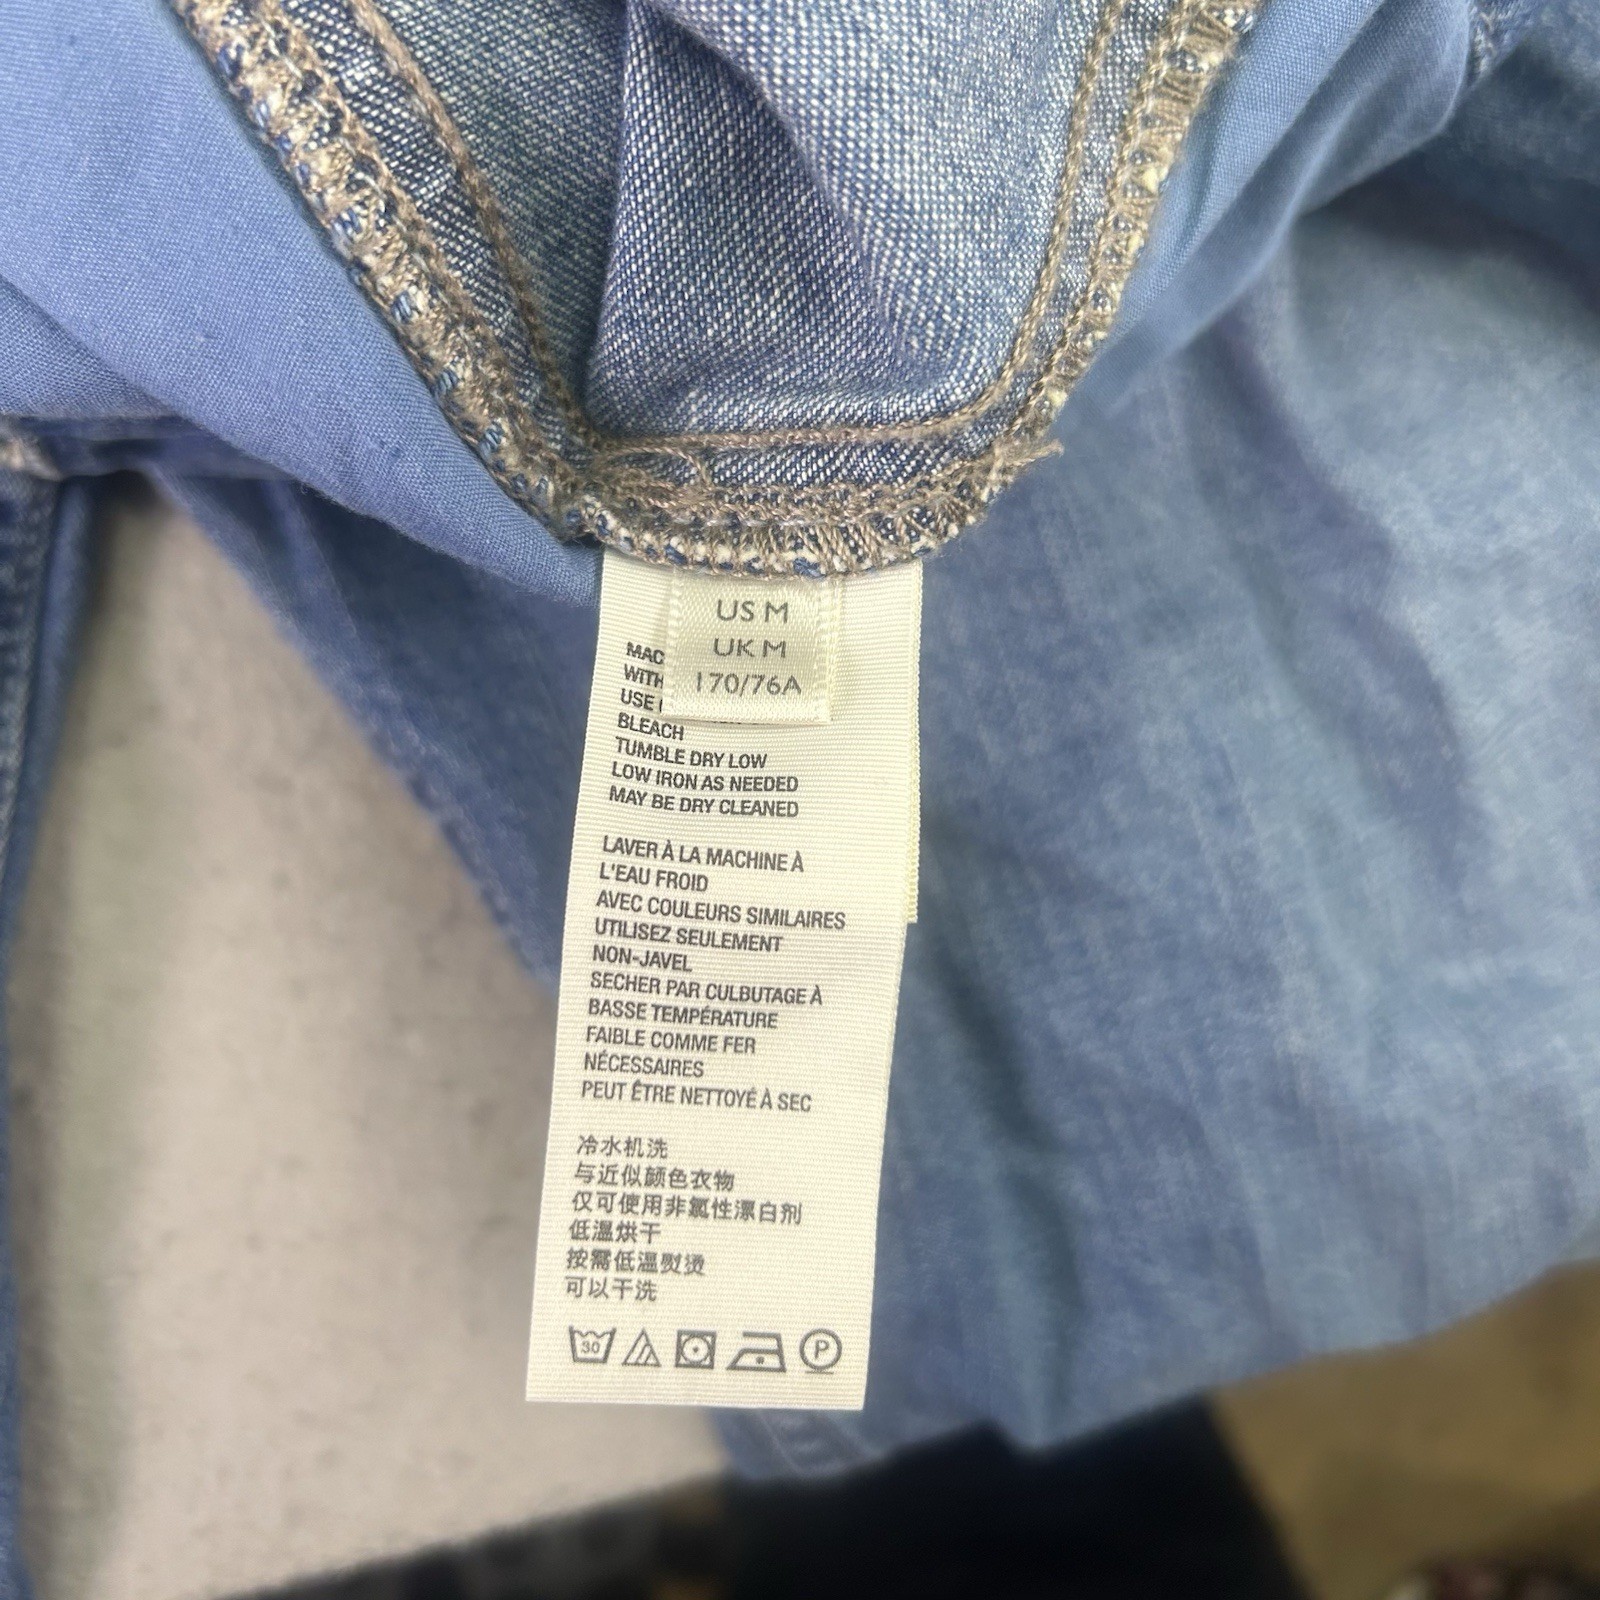 US M
UK M
170/76A
USE
BLEACH
TUMBLE DRY LOW
LOW IRON AS NEEDED
MAY BE DRY CLEANED
LAVER À LA MACHINE À
L'EAU FROID
AVEC COULEURS SIMILAIRES
UTILISEZ SEULEMENT
NON-JAVEL
SECHER PAR CULBUTAGE À
BASSE TEMPÉRATURE
FAIBLE COMME FER
NÉCESSAIRES
PEUT ÊTRE NETTOYÉ À SEC
冷水机洗
与近似颜色衣物
仅可使用非氯性漂白剂
低温烘干
按需低温熨烫
可以干洗
30
P